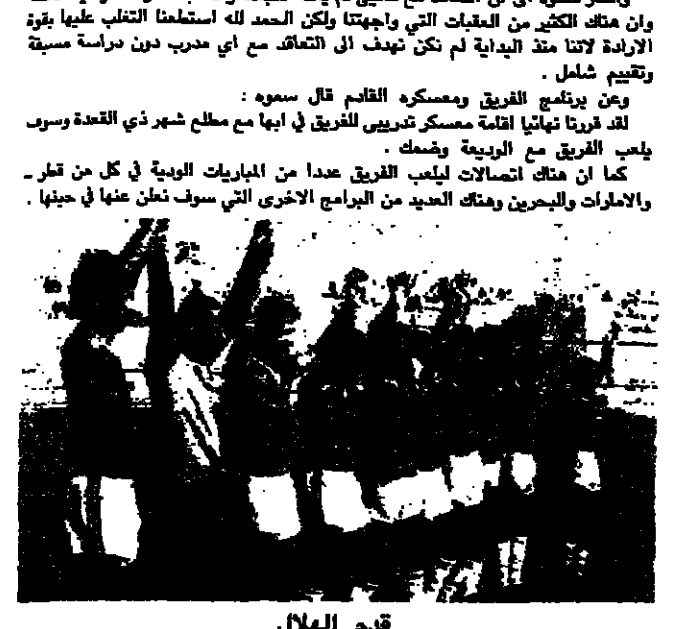 وان هناك الكثير من العقبات التي واجهتنا ولكن الحمد لله استطعنا التغلب عليها بقوة
الارادة لاننا منذ البداية لم نكن نهدف الى التعاقد مع اي مدرب دون دراسة مسبقة
وتقييم شامل .
وعن برنامج الفريق ومعسكره القادم قال سموه :
لقد قررنا نهائيا اقامة معسكر تدريبي للفريق في ابها مع مطلع شهر ذي القعدة وسوف
يلعب الفريق مع الوديعة وضمك .
كما ان هناك اتصالات ليلعب الفريق عددا من المباريات الودية في كل من قطر -
والامارات والبحرين وهناك العديد من البرامج الاخرى التي سوف نعلن عنها في حينها .
الهلال